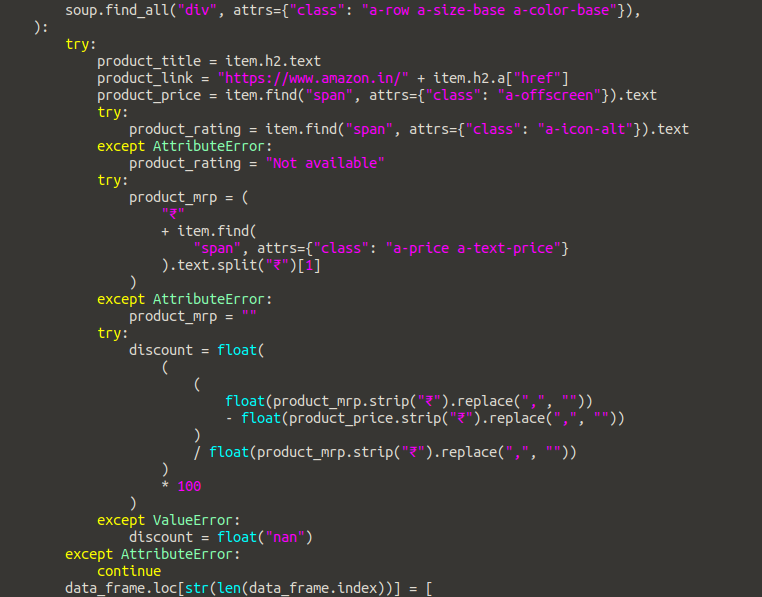 soup.find_all("div", attrs={"class": "a-row a-size-base a-color-base"}),
):
try:
product_title = item.h2.text
product_link = "https://www.amazon.in/" + item.h2.a["href"]
product_price = item.find("span", attrs={"class": "a-offscreen"}).text
try:
product_rating = item.find("span", attrs={"class": "a-icon-alt"}).text
except AttributeError:
product_rating = "Not available"
try:
product_mrp = (
"₹"
+ item.find(
"span", attrs={"class": "a-price a-text-price"}
).text.split("₹")[1]
)
except AttributeError:
product_mrp = ""
try:
discount = float(
(
(
float(product_mrp.strip("₹").replace(",", ""))
- float(product_price.strip("₹").replace(",", ""))
)
/ float(product_mrp.strip("₹").replace(",", ""))
)
* 100
)
except ValueError:
discount = float("nan")
except AttributeError:
continue
data_frame.loc[str(len(data_frame.index))] = [